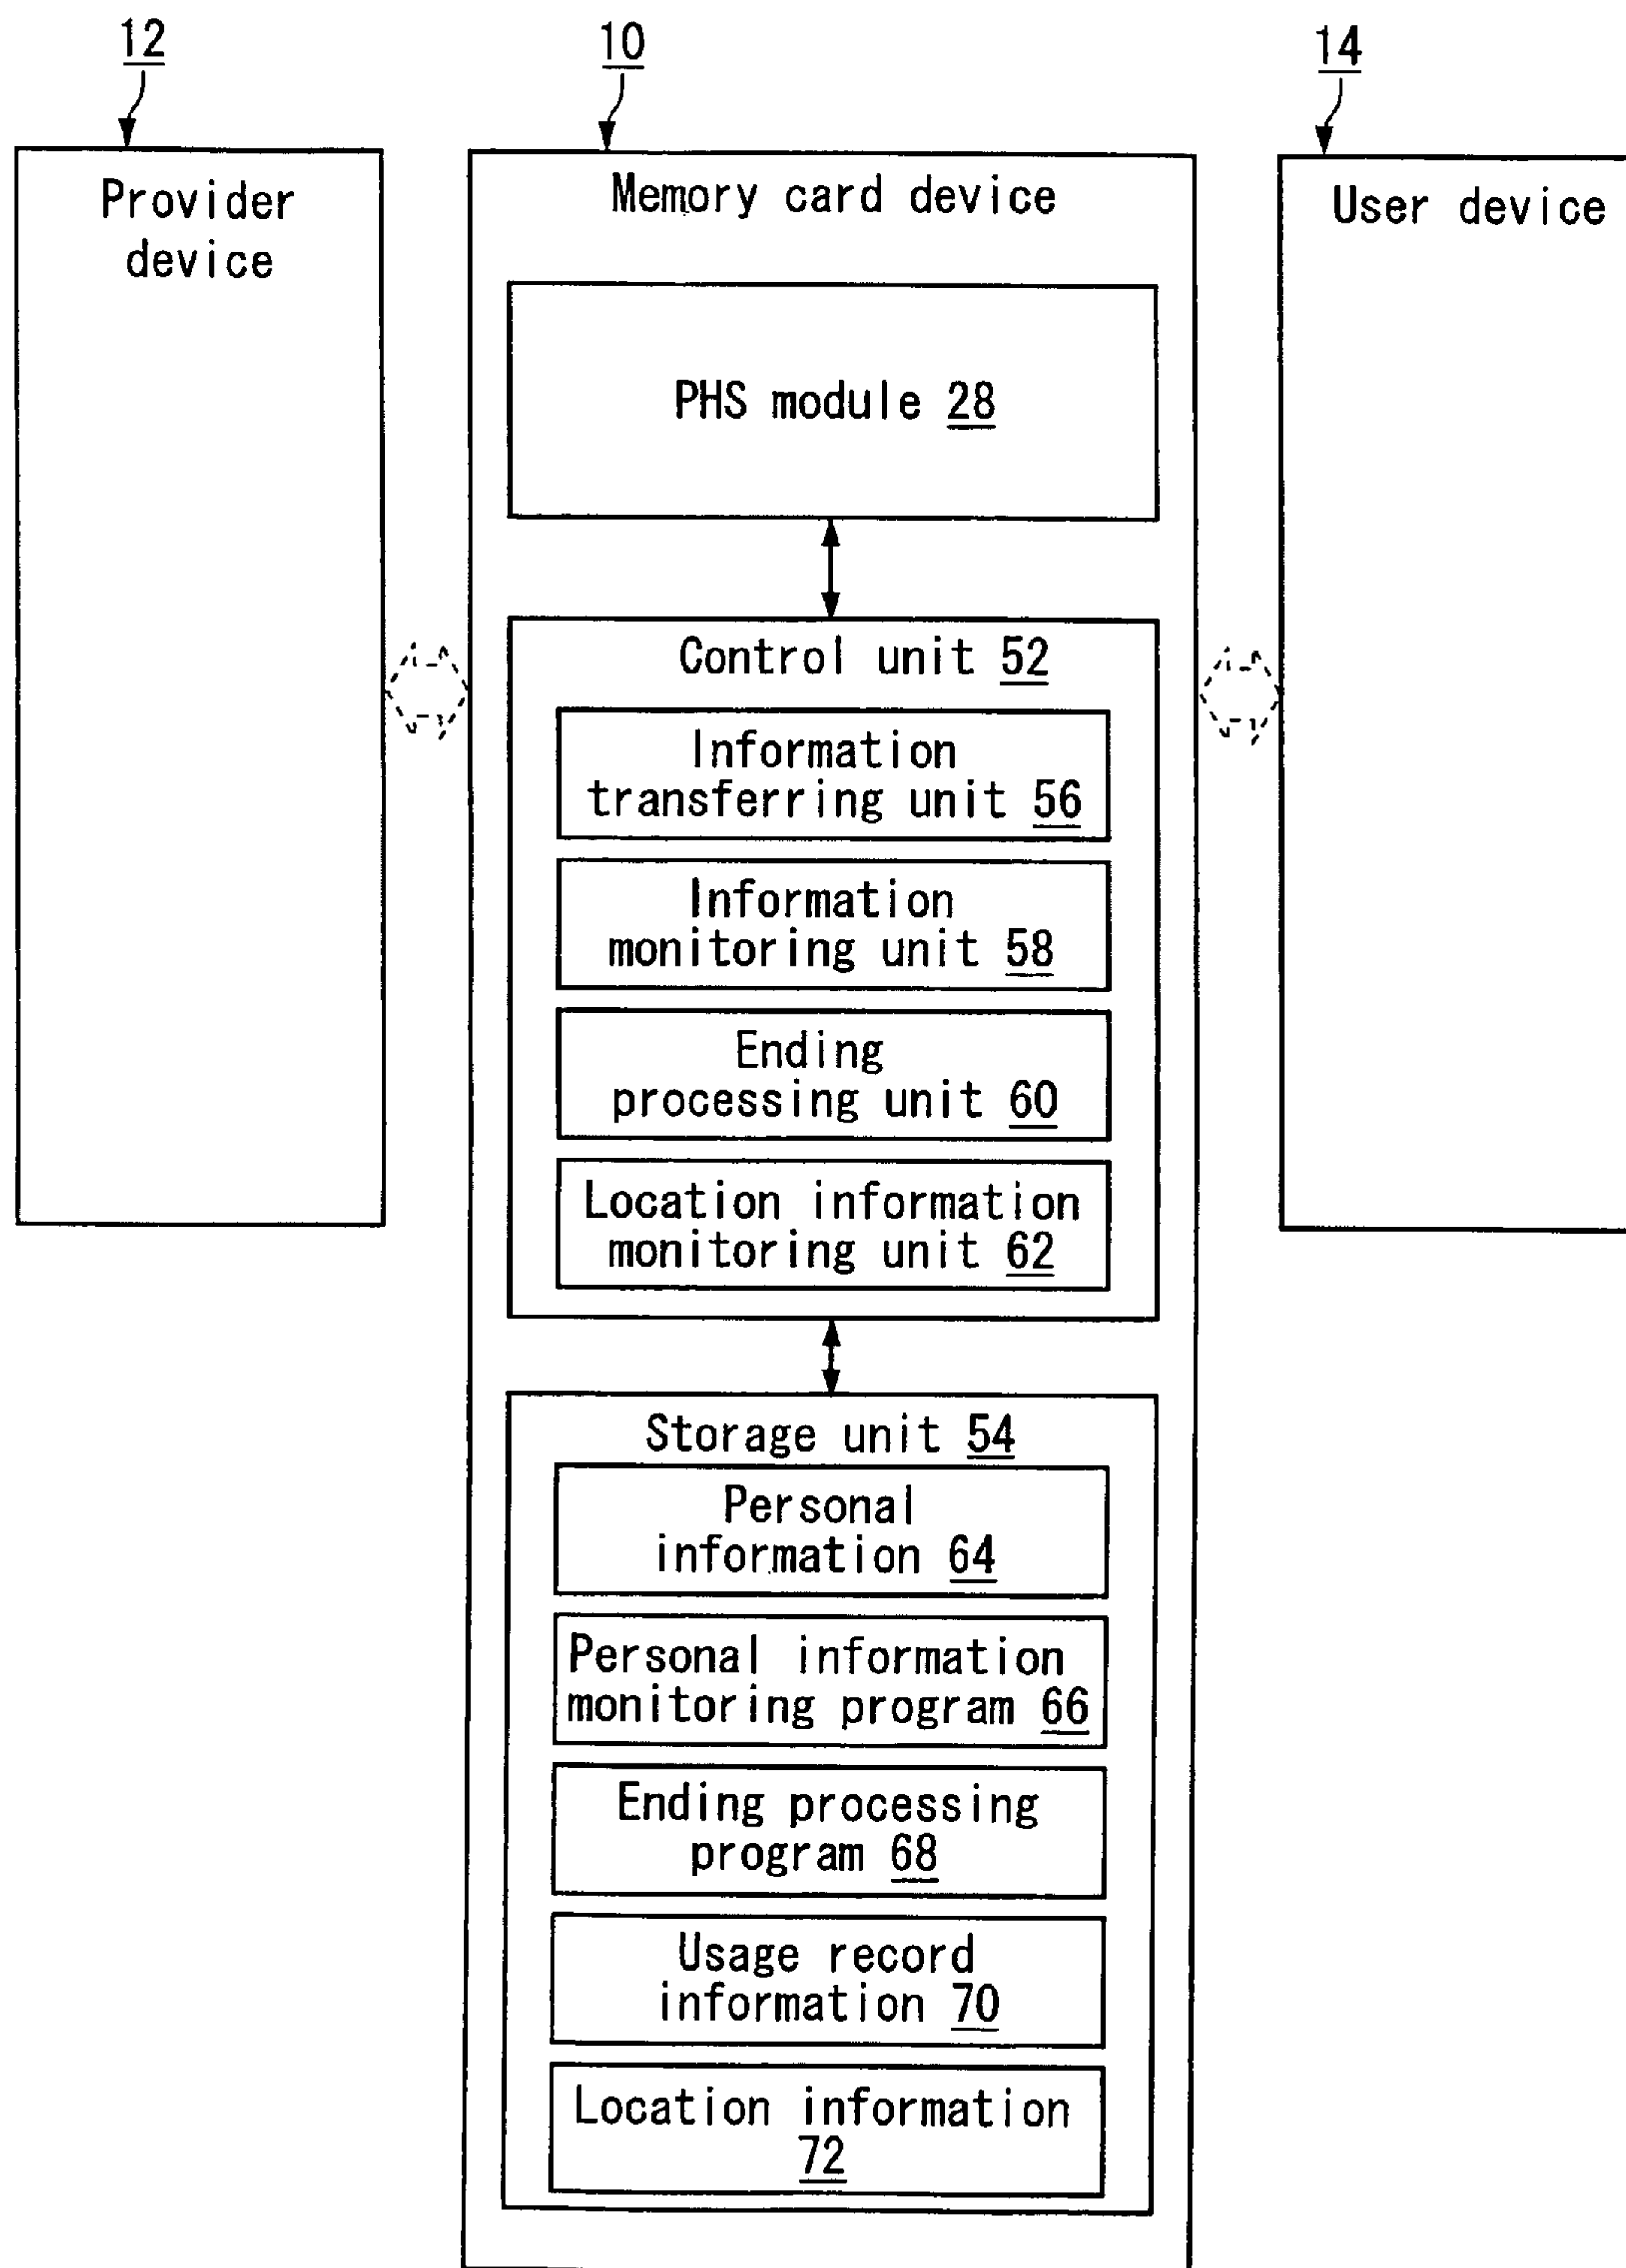 12
10
14
Provider
device
Memory card device
User device
PHS module 28
Control unit 52
Information
transferring unit 56
Information
monitoring unit 58
Ending
processing unit 60
Location information
monitoring unit 62
Storage unit 54
Personal
information 64
Personal information
monitoring program 66
Ending processing
program 68
Usage record
information 70
Location information
72